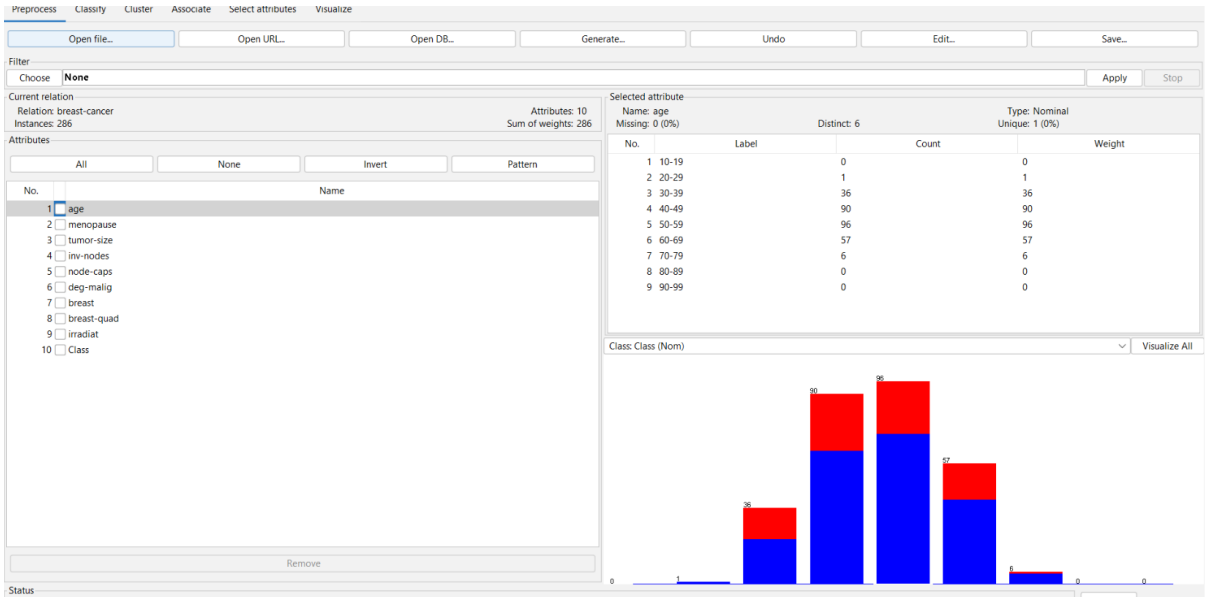 Preprocess Classify Cluster Associate Select attributes Visualize
Open file... Open URL... Open DB... Generate... Undo Edit... Save...
Filter
Choose None Apply Stop
Current relation
Relation: breast-cancer Attributes: 10
Instances: 286 Sum of weights: 286
Attributes
All None Invert Pattern
No. Name
1 age
2 menopause
3 tumor-size
4 inv-nodes
5 node-caps
6 deg-malig
7 breast
8 breast-quad
9 irradiat
10 Class
Remove
Selected attribute
Name: age Type: Nominal
Missing: 0 (0%) Distinct: 6 Unique: 1 (0%)
No. Label Count Weight
1 10-19 0 0
2 20-29 1 1
3 30-39 36 36
4 40-49 90 90
5 50-59 96 96
6 60-69 57 57
7 70-79 6 6
8 80-89 0 0
9 90-99 0 0
Class: Class (Nom) Visualize All
0 1 36 90 96 57 6 0 0
Status